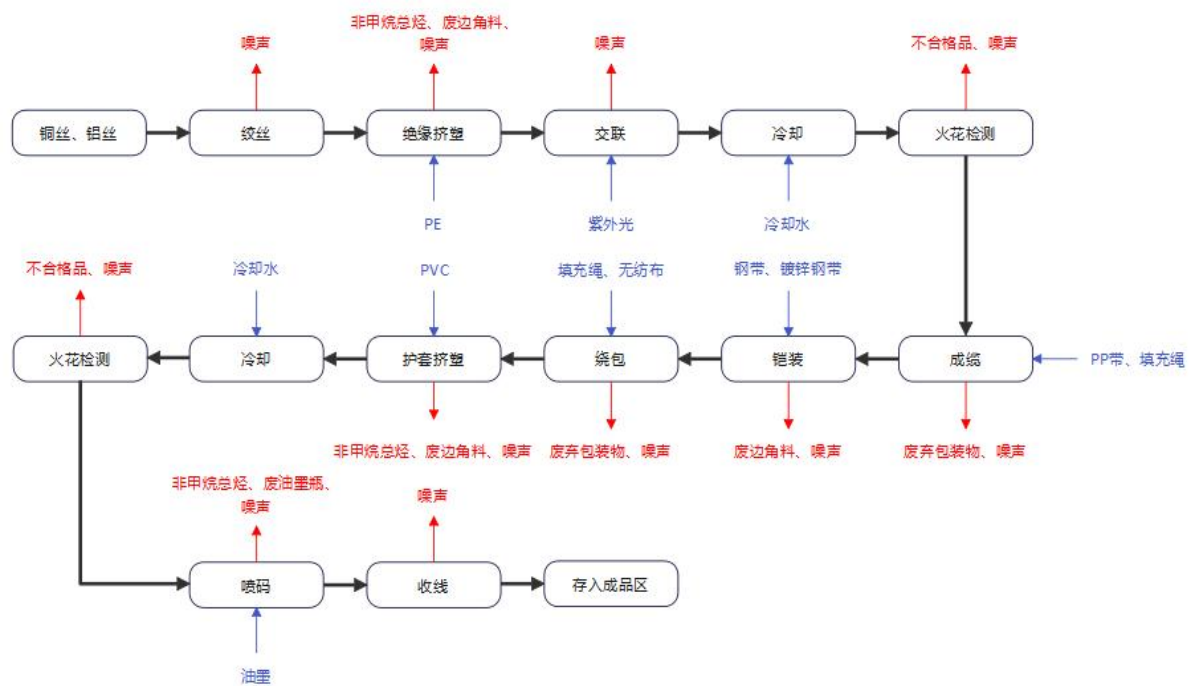 噪声
非甲烷总烃、废边角料、
噪声
噪声
不合格品、噪声
铜丝、铝丝
绞丝
绝缘挤塑
交联
冷却
火花检测
PE
紫外光
冷却水
不合格品、噪声
冷却水
PVC
填充绳、无纺布
钢带、镀锌钢带
火花检测
冷却
护套挤塑
绕包
铠装
成缆
PP带、填充绳
非甲烷总烃、废边角料、噪声
废弃包装物、噪声
废边角料、噪声
废弃包装物、噪声
非甲烷总烃、废油墨瓶、
噪声
噪声
喷码
收线
存入成品区
油墨